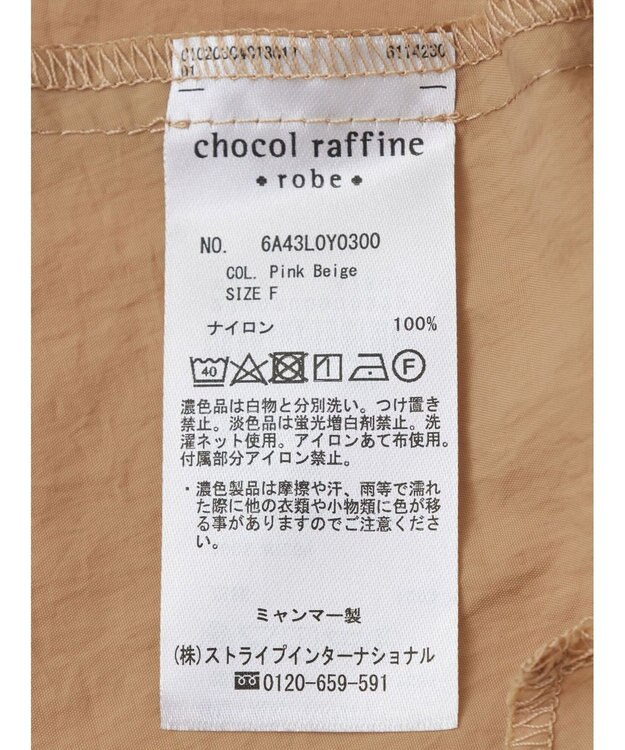 01
chocol raffine
robe
NO. 6A43L0Y0300
COL. Pink Beige
SIZE F
ナイロン 100%
40 F
濃色品は白物と分別洗い。つけ置き
禁止。淡色品は蛍光増白剤禁止。洗
濯ネット使用。アイロンあて布使用。
付属部分アイロン禁止。
・濃色製品は摩擦や汗、雨等で濡れ
た際に他の衣類や小物類に色が移
る事がありますのでご注意くださ
い。
ミャンマー製
(株)ストライプインターナショナル
0120-659-591